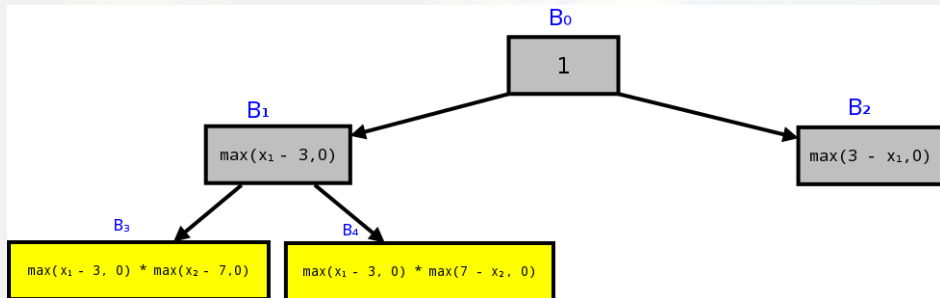 B₀
1
B₁
max(x₁ - 3,0)
B₂
max(3 - x₁,0)
B₃
max(x₁ - 3, 0) * max(x₂ - 7,0)
B₄
max(x₁ - 3, 0) * max(7 - x₂, 0)